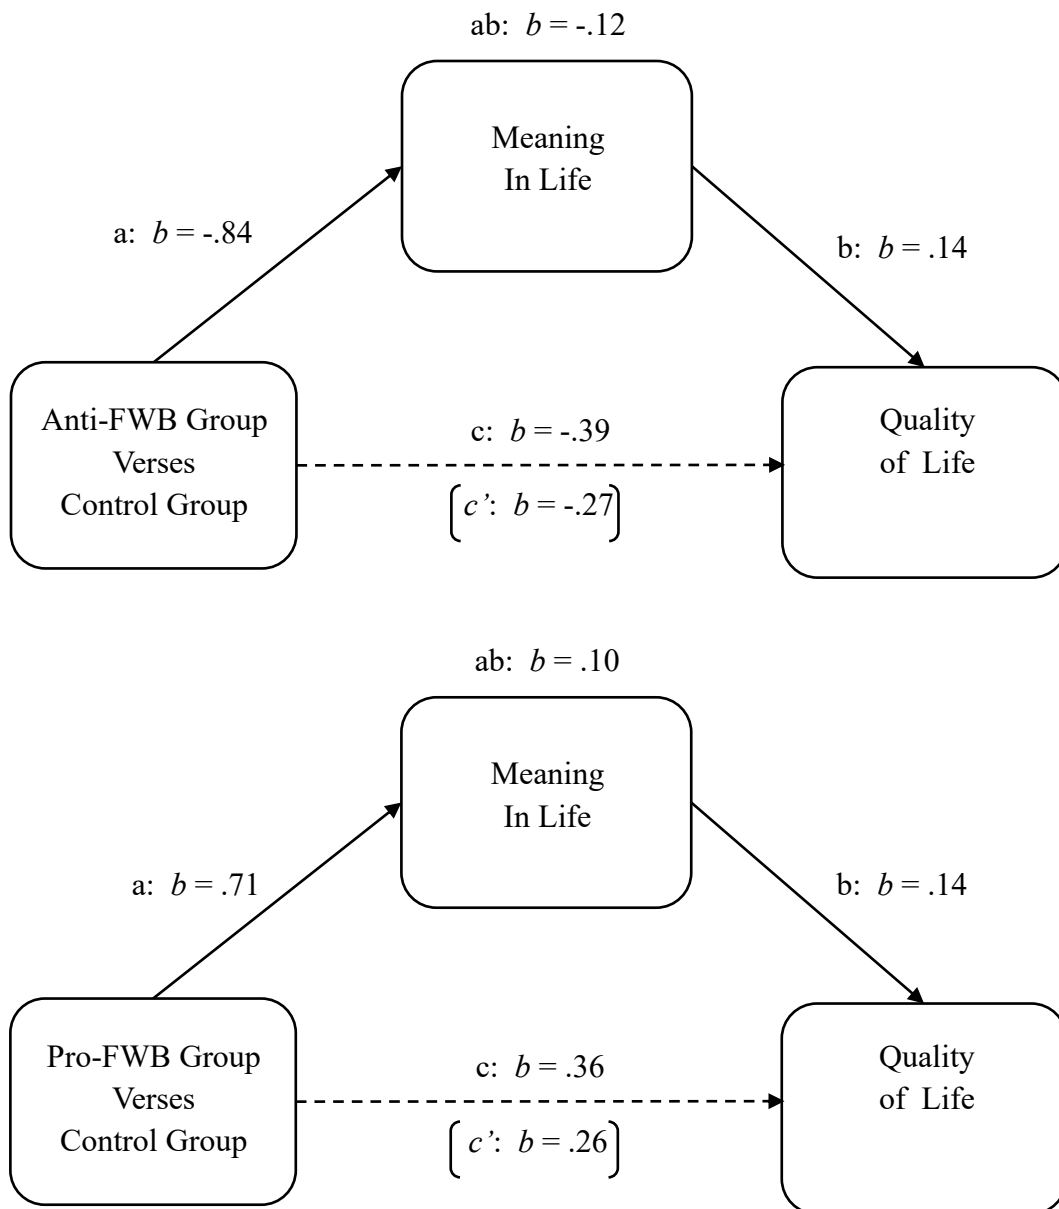 ab: b = -.12
Meaning
In Life
a: b = -.84
b: b = .14
Anti-FWB Group
Verses
Control Group
c: b = -.39
c’: b = -.27
Quality
of Life
ab: b = .10
Meaning
In Life
a: b = .71
b: b = .14
Pro-FWB Group
Verses
Control Group
c: b = .36
c’: b = .26
Quality
of Life